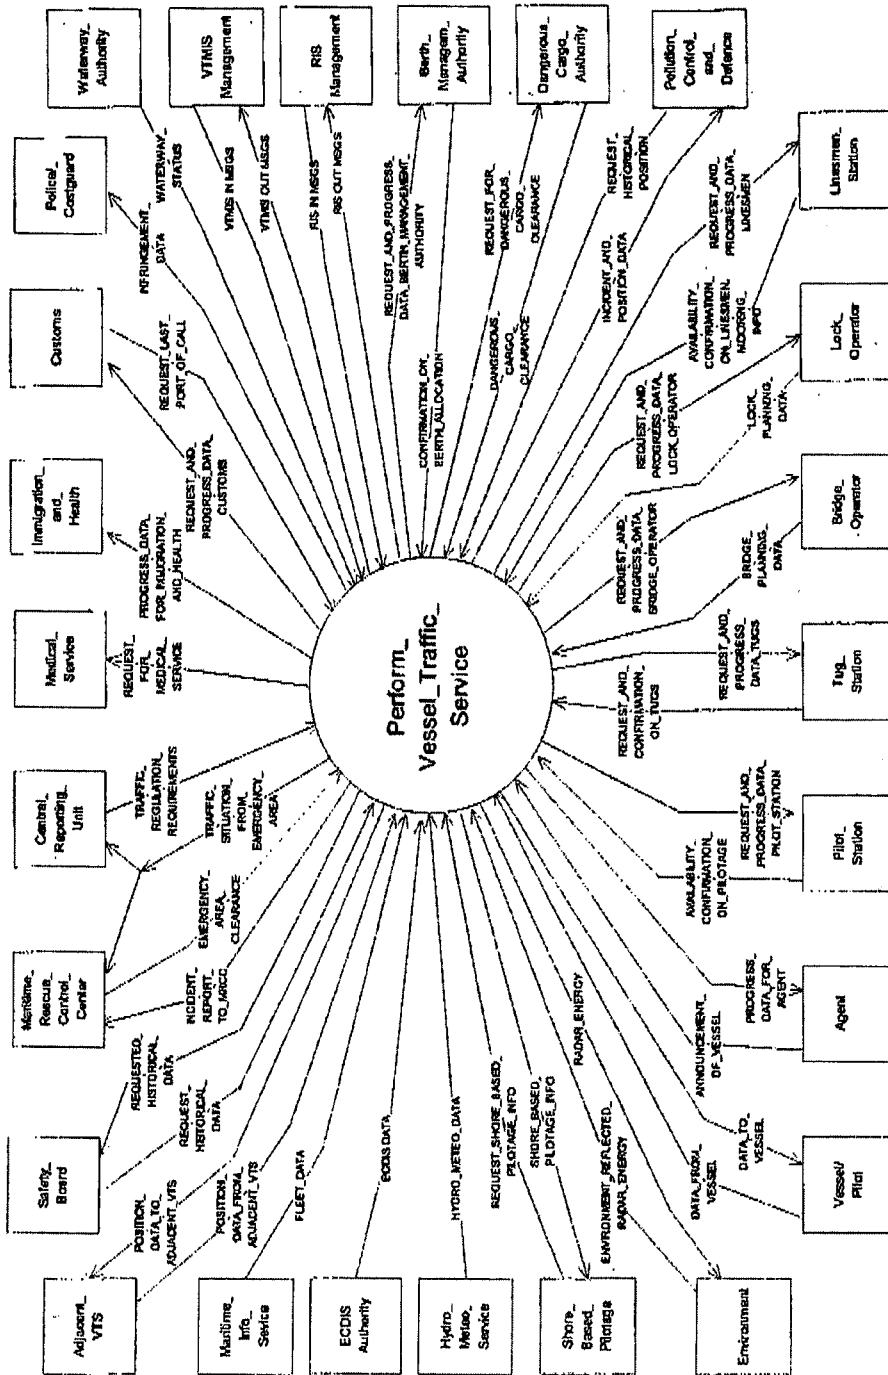 Adjacent_
VTS
Safety_
Board
Maritime_
Rescue_
Control_
Center
Central_
Reporting_
Unit
Medical_
Service
Immigration_
and_
Health
Customs
Police/
Costguard
Waterway_
Authority
VTMIS
Management
RIS
Management
Berth_
Managem_
Authority
Dangerous_
Cargo_
Authority
Pollution_
Control_
and_
Defence
Linesmen_
Station
Lock_
Operator
Bridge_
Operator
Tug_
Station
Pilot_
Station
Agent
Vessel/
Pilot
Environment
Shore_
Based_
Pilotage
Hydro_
Meteo_
Service
ECDIS
Authority
Maritime_
Info_
Sevice
Perform_
Vessel_Traffic_
Service
POSITION_
DATA_TO_
ADJACENT_VTS
POSITION_
DATA_FROM_
ADJACENT_VTS
REQUESTED_
HISTORICAL_
DATA
REQUEST_
HISTORICAL_
DATA
INCIDENT_
REPORT_
TO_MRCC
EMERGENCY_
AREA_
CLEARANCE
TRAFFIC_
SITUATION_
FROM_
EMERGENCY_
AREA
TRAFFIC_
REGULATION_
REQUIREMENTS
REQUEST_
FOR_
MEDICAL_
SERVICE
PROGRESS_DATA_
FOR_IMMIGRATION_
AND_HEALTH
REQUEST_AND_
PROGRESS_DATA_
CUSTOMS
REQUEST_LAST_
PORT_OF_CALL
INFRINGEMENT_
DATA
WATERWAY_
STATUS
VTMIS IN MSGS
VTMIS OUT MSGS
RIS IN MSGS
RIS OUT MSGS
REQUEST_AND_PROGRESS_
DATA_BERTH_MANAGEMENT_
AUTHORITY
CONFIRMATION_ON_
BERTH_ALLOCATION
REQUEST_FOR_
DANGEROUS_
CARGO_
CLEARANCE
DANGEROUS_
CARGO_
CLEARANCE
REQUEST_
HISTORICAL_
POSITION
INCIDENT_AND_
POSITION_DATA
REQUEST_AND_
PROGRESS_DATA_
LINESMEN
AVAILABILITY_
CONFIRMATION_
ON_LINESMEN_
MOORING_
INFO
REQUEST_AND_
PROGRESS_DATA_
LOCK_OPERATOR
LOCK_
PLANNING_
DATA
REQUEST_AND_
PROGRESS_DATA_
BRIDGE_OPERATOR
BRIDGE_
PLANNING_
DATA
REQUEST_AND_
PROGRESS_
DATA_TUGS
REQUEST_AND_
CONFIRMATION_
ON_TUGS
REQUEST_AND_
PROGRESS_DATA_
PILOT_STATION
AVAILABILITY_
CONFIRMATION_
ON_PILOTAGE
PROGRESS_
DATA_FOR_
AGENT
ANNOUNCEMENT_
OF_VESSEL
DATA_TO_
VESSEL
DATA_FROM_
VESSEL
RADAR_ENERGY
ENVIRONMENT_REFLECTED_
RADAR_ENERGY
SHORE_BASED_
PILOTAGE_INFO
REQUEST_SHORE_BASED_
PILOTAGE_INFO
HYDRO_METEO_DATA
ECDIS DATA
FLEET_DATA